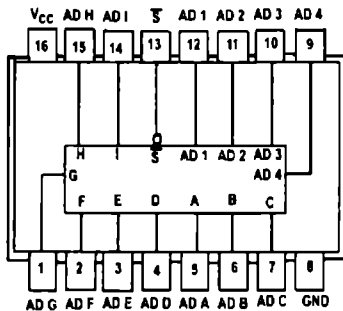 V_CC AD H AD I S̅ AD 1 AD 2 AD 3 AD 4
16 15 14 13 12 11 10 9
H I S̅ AD 1 AD 2 AD 3
G AD 4
F E D A B C
1 2 3 4 5 6 7 8
AD G AD F AD E AD D AD A AD B AD C GND